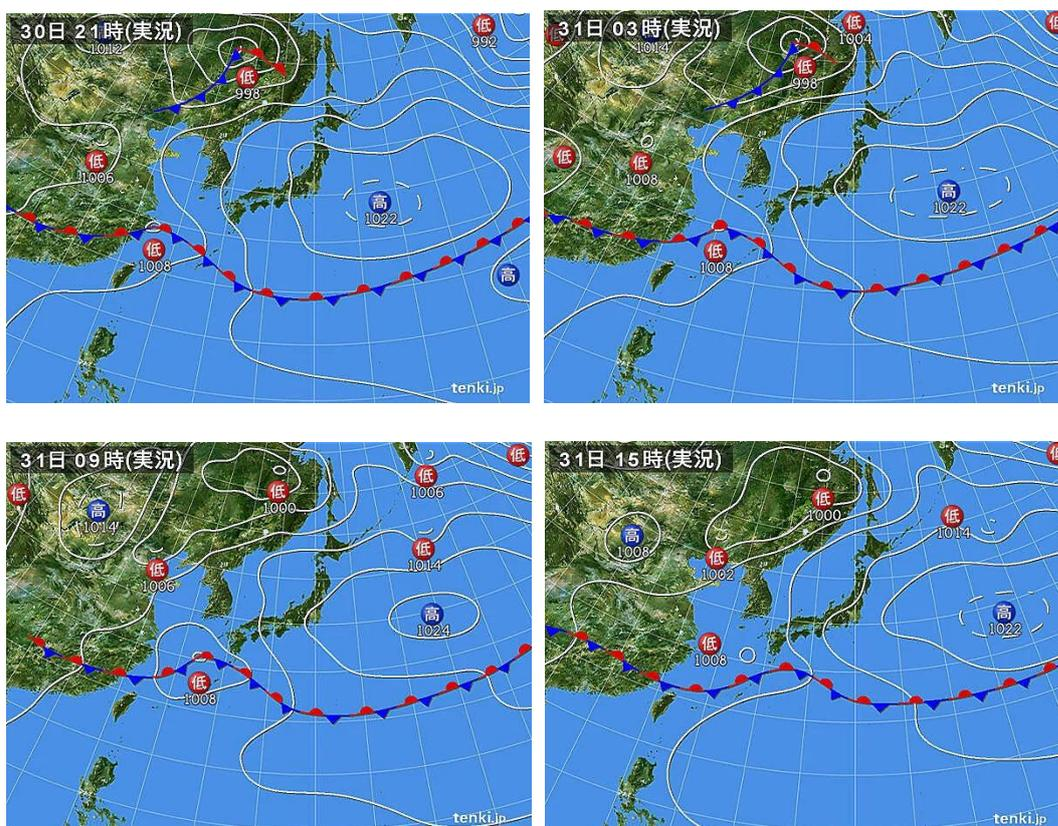 30日 21時(実況)
1012
低
992
低
998
低
1006
高
1022
低
1008
高
tenki.jp
31日 03時(実況)
低
1014
低
1004
低
低
998
低
低
1008
高
1022
低
1008
tenki.jp
31日 09時(実況)
低
低
1006
低
低
1000
高
1014
低
1014
低
1006
高
1024
低
1008
tenki.jp
31日 15時(実況)
低
低
1000
低
1014
高
1008
低
1002
高
1022
低
1008
tenki.jp